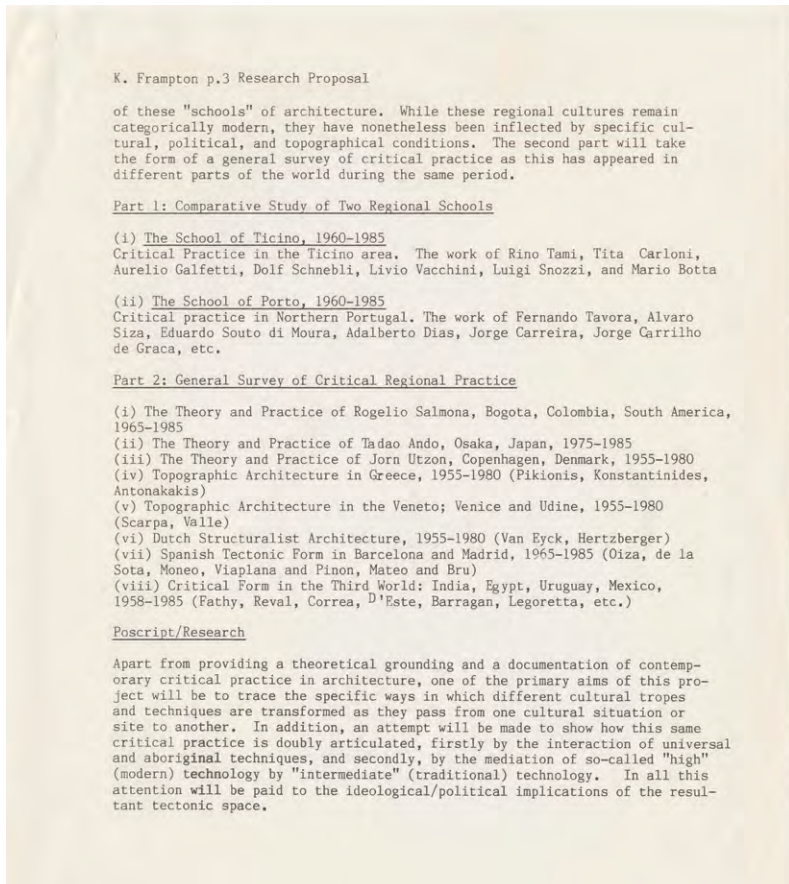 K. Frampton p.3 Research Proposal
of these "schools" of architecture. While these regional cultures remain
categorically modern, they have nonetheless been inflected by specific cul-
tural, political, and topographical conditions. The second part will take
the form of a general survey of critical practice as this has appeared in
different parts of the world during the same period.
Part 1: Comparative Study of Two Regional Schools
(i) The School of Ticino, 1960-1985
Critical Practice in the Ticino area. The work of Rino Tami, Tita Carloni,
Aurelio Galfetti, Dolf Schnebli, Livio Vacchini, Luigi Snozzi, and Mario Botta
(ii) The School of Porto, 1960-1985
Critical practice in Northern Portugal. The work of Fernando Tavora, Alvaro
Siza, Eduardo Souto di Moura, Adalberto Dias, Jorge Carreira, Jorge Carrilho
de Graca, etc.
Part 2: General Survey of Critical Regional Practice
(i) The Theory and Practice of Rogelio Salmona, Bogota, Colombia, South America,
1965-1985
(ii) The Theory and Practice of Tadao Ando, Osaka, Japan, 1975-1985
(iii) The Theory and Practice of Jorn Utzon, Copenhagen, Denmark, 1955-1980
(iv) Topographic Architecture in Greece, 1955-1980 (Pikionis, Konstantinides,
Antonakakis)
(v) Topographic Architecture in the Veneto; Venice and Udine, 1955-1980
(Scarpa, Valle)
(vi) Dutch Structuralist Architecture, 1955-1980 (Van Eyck, Hertzberger)
(vii) Spanish Tectonic Form in Barcelona and Madrid, 1965-1985 (Oiza, de la
Sota, Moneo, Viaplana and Pinon, Mateo and Bru)
(viii) Critical Form in the Third World: India, Egypt, Uruguay, Mexico,
1958-1985 (Fathy, Reval, Correa, D'Este, Barragan, Legoretta, etc.)
Poscript/Research
Apart from providing a theoretical grounding and a documentation of contemp-
orary critical practice in architecture, one of the primary aims of this pro-
ject will be to trace the specific ways in which different cultural tropes
and techniques are transformed as they pass from one cultural situation or
site to another. In addition, an attempt will be made to show how this same
critical practice is doubly articulated, firstly by the interaction of universal
and aboriginal techniques, and secondly, by the mediation of so-called "high"
(modern) technology by "intermediate" (traditional) technology. In all this
attention will be paid to the ideological/political implications of the resul-
tant tectonic space.